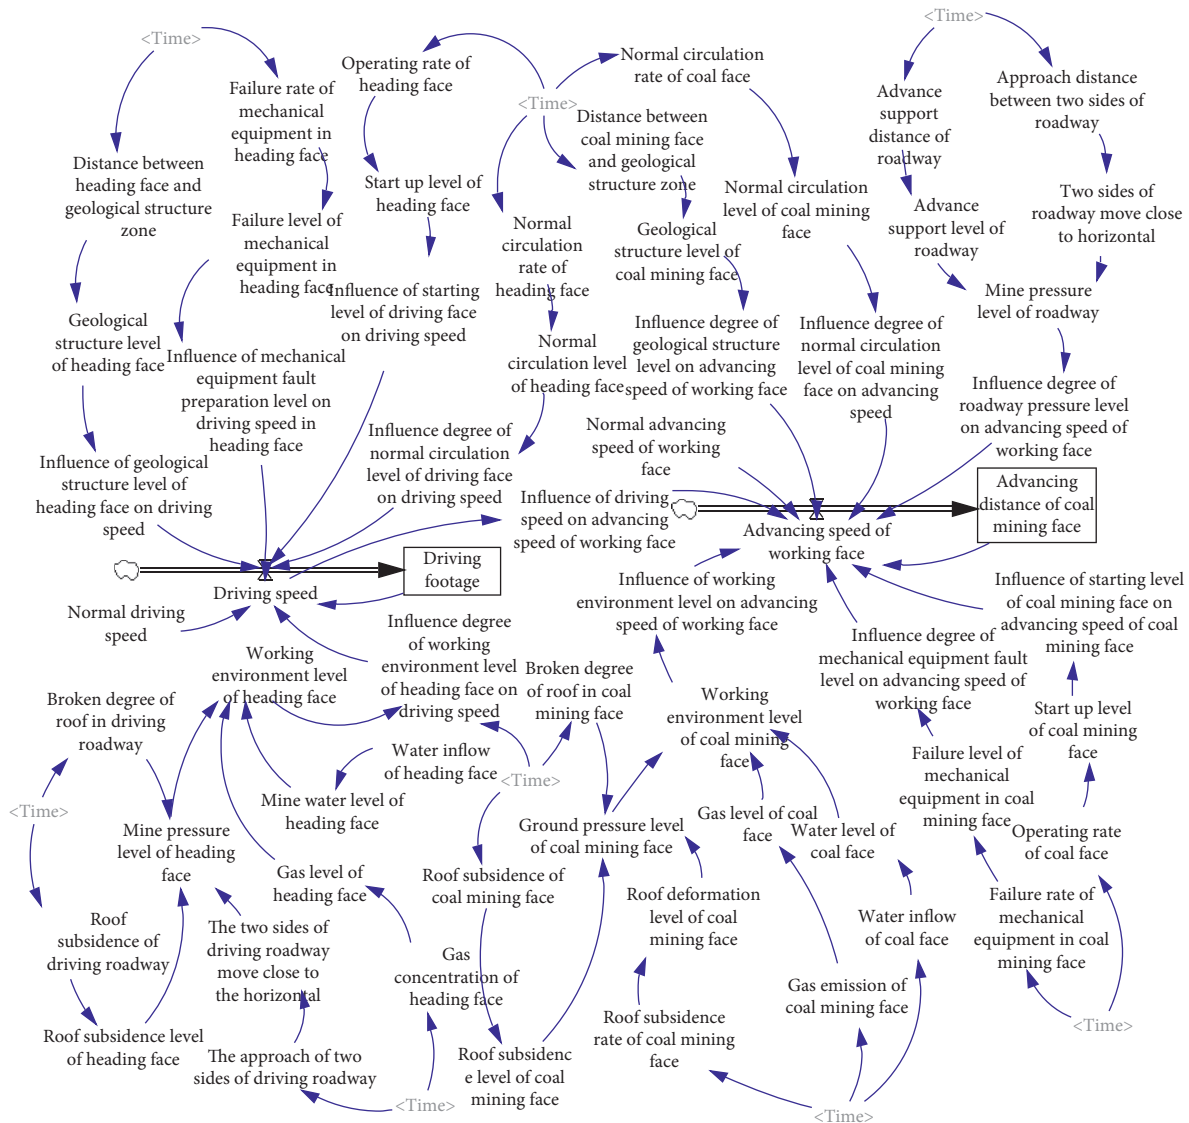 <Time>
Failure rate of
mechanical
equipment in
heading face
Distance between
heading face and
geological structure
zone
Failure level of
mechanical
equipment in
heading face
Geological
structure level
of heading face
Influence of mechanical
equipment fault
preparation level on
driving speed in
heading face
Influence of geological
structure level of
heading face on driving
speed
Operating rate of
heading face
Start up level of
heading face
Influence of starting
level of driving face
on driving speed
<Time>
Normal
circulation
rate of
heading face
Normal
circulation level
of heading face
Influence degree of
normal circulation
level of driving face
on driving speed
Normal circulation
rate of coal face
Distance between
coal mining face
and geological
structure zone
Geological
structure level of
coal mining face
Influence degree of
geological structure
level on advancing
speed of working face
Normal circulation
level of coal mining
face
Influence degree of
normal circulation
level of coal mining
face on advancing
speed
<Time>
Advance
support
distance of
roadway
Advance
support level of
roadway
Approach distance
between two sides of
roadway
Two sides of
roadway move close
to horizontal
Mine pressure
level of roadway
Influence degree of
roadway pressure level
on advancing speed of
working face
Normal advancing
speed of working
face
Influence of driving
speed on advancing
speed of working face
Advancing speed of
working face
Advancing
distance of coal
mining face
Driving
footage
Driving speed
Normal driving
speed
Influence degree
of working
environment level
of heading face on
driving speed
Working
environment level
of heading face
Broken degree of
roof in driving
roadway
<Time>
Mine pressure
level of heading
face
Roof
subsidence of
driving roadway
Roof subsidence level
of heading face
Water inflow
of heading face
Mine water level of
heading face
Gas level of
heading face
The two sides of
driving roadway
move close to
the horizontal
The approach of two
sides of driving roadway
Gas
concentration of
heading face
<Time>
Influence of working
environment level on advancing
speed of working face
Broken degree
of roof in coal
mining face
<Time>
Ground pressure level
of coal mining face
Roof subsidence of
coal mining face
Roof subsidenc
e level of coal
mining face
Working
environment level
of coal mining
face
Gas level of coal
face
Water level of
coal face
Roof deformation
level of coal
mining face
Roof subsidence
rate of coal mining
face
Water inflow
of coal face
Gas emission of
coal mining face
<Time>
Influence degree of
mechanical equipment fault
level on advancing speed of
working face
Failure level of
mechanical
equipment in coal
mining face
Failure rate of
mechanical
equipment in coal
mining face
Influence of starting level
of coal mining face on
advancing speed of coal
mining face
Start up level
of coal mining
face
Operating rate
of coal face
<Time>